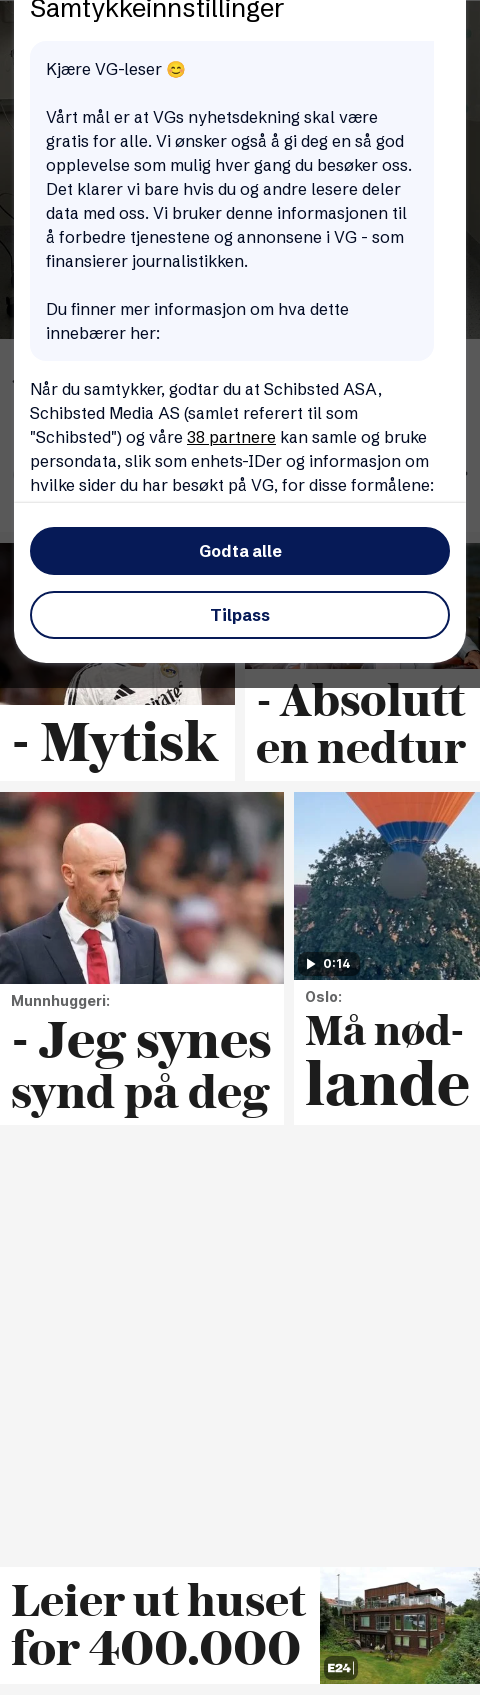 Samtykkeinnstillinger
Kjære VG-leser 😊
Vårt mål er at VGs nyhetsdekning skal være
gratis for alle. Vi ønsker også å gi deg en så god
opplevelse som mulig hver gang du besøker oss.
Det klarer vi bare hvis du og andre lesere deler
data med oss. Vi bruker denne informasjonen til
å forbedre tjenestene og annonsene i VG - som
finansierer journalistikken.
Du finner mer informasjon om hva dette
innebærer her:
Når du samtykker, godtar du at Schibsted ASA,
Schibsted Media AS (samlet referert til som
"Schibsted") og våre 38 partnere kan samle og bruke
persondata, slik som enhets-IDer og informasjon om
hvilke sider du har besøkt på VG, for disse formålene:
Godta alle
Tilpass
- Mytisk
- Absolutt
en nedtur
Munnhuggeri:
- Jeg synes
synd på deg
0:14
Oslo:
Må nød-
lande
Leier ut huset
for 400.000
E24